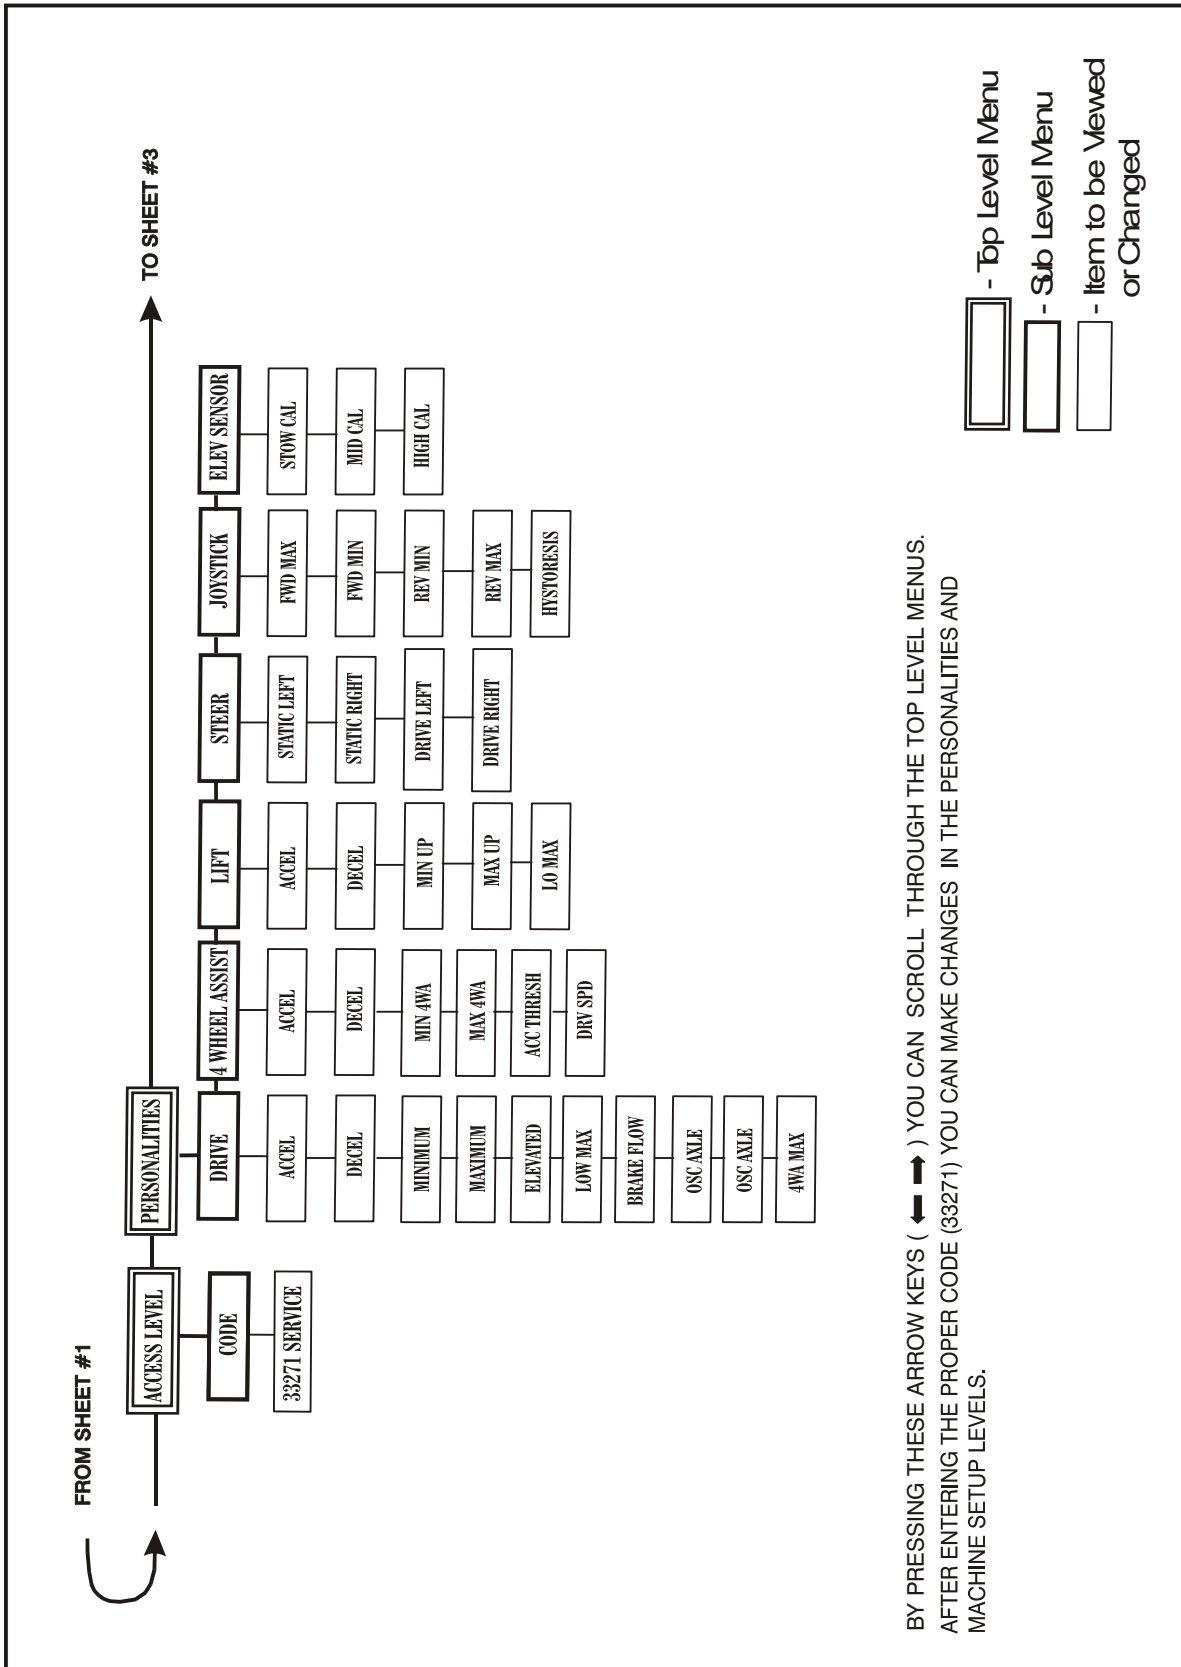 FROM SHEET #1
TO SHEET #3
ACCESS LEVEL
CODE
33271 SERVICE
PERSONALITIES
DRIVE
ACCEL
DECEL
MINIMUM
MAXIMUM
ELEVATED
LOW MAX
BRAKE FLOW
OSC AXLE
OSC AXLE
4WA MAX
4 WHEEL ASSIST
ACCEL
DECEL
MIN 4WA
MAX 4WA
ACC THRESH
DRV SPD
LIFT
ACCEL
DECEL
MIN UP
MAX UP
LO MAX
STEER
STATIC LEFT
STATIC RIGHT
DRIVE LEFT
DRIVE RIGHT
JOYSTICK
FWD MAX
FWD MIN
REV MIN
REV MAX
HYSTORESIS
ELEV SENSOR
STOW CAL
MID CAL
HIGH CAL
BY PRESSING THESE ARROW KEYS ( ⬅ ➡ ) YOU CAN SCROLL THROUGH THE TOP LEVEL MENUS.
AFTER ENTERING THE PROPER CODE (33271) YOU CAN MAKE CHANGES IN THE PERSONALITIES AND
MACHINE SETUP LEVELS.
- Top Level Menu
- Sub Level Menu
- Item to be Viewed
or Changed